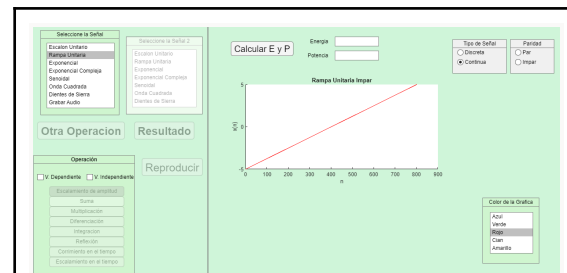 Seleccione la Señal
Escalon Unitario
Rampa Unitaria
Exponencial
Exponencial Compleja
Senoidal
Onda Cuadrada
Dientes de Sierra
Grabar Audio
Seleccione la Señal 2
Escalon Unitario
Rampa Unitaria
Exponencial
Exponencial Compleja
Senoidal
Onda Cuadrada
Dientes de Sierra
Otra Operacion
Resultado
Reproducir
Operación
V. Dependiente
V. Independiente
Escalamiento de amplitud
Suma
Multiplicación
Diferenciación
Integracion
Reflexión
Corrimiento en el tiempo
Escalamiento en el tiempo
Calcular E y P
Energia
Potencia
Tipo de Señal
Discreta
Continua
Paridad
Par
Impar
Rampa Unitaria Impar
5
0
-5
x(n)
0 100 200 300 400 500 600 700 800 900
n
Color de la Grafica
Azul
Verde
Rojo
Cian
Amarillo